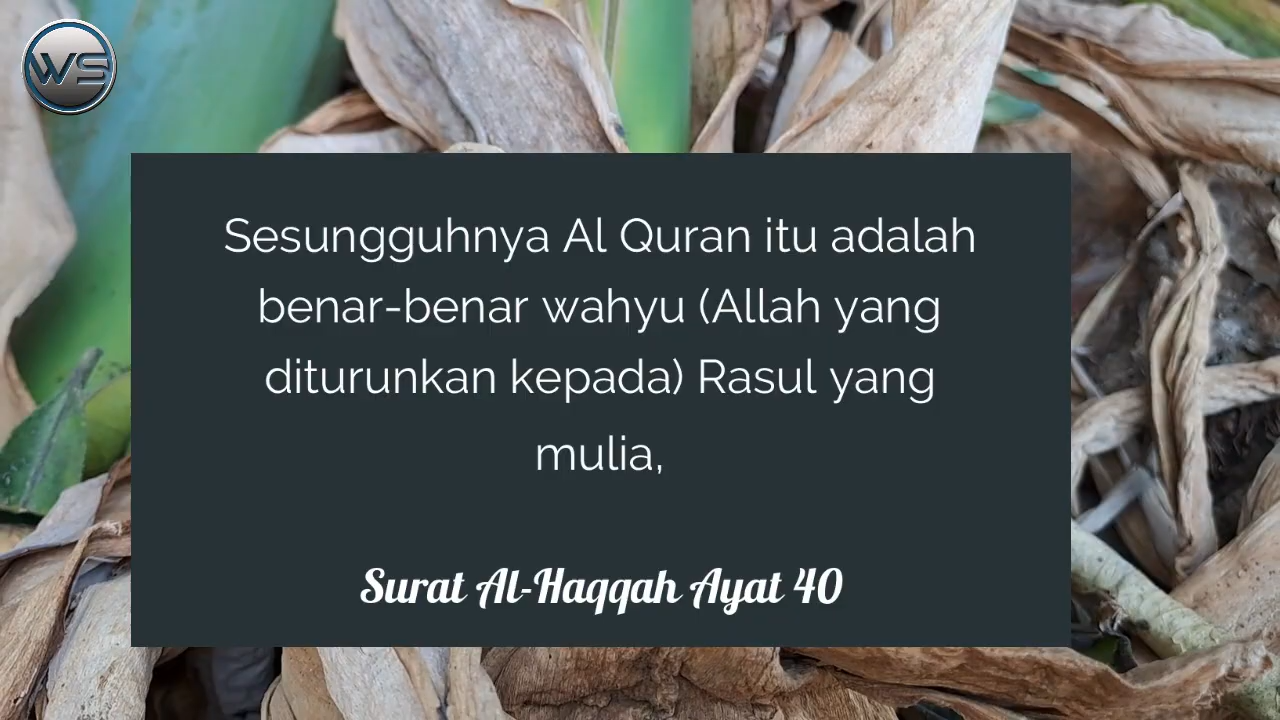 WS
Sesungguhnya Al Quran itu adalah
benar-benar wahyu (Allah yang
diturunkan kepada) Rasul yang
mulia,
Surat Al-Haqqah Ayat 40